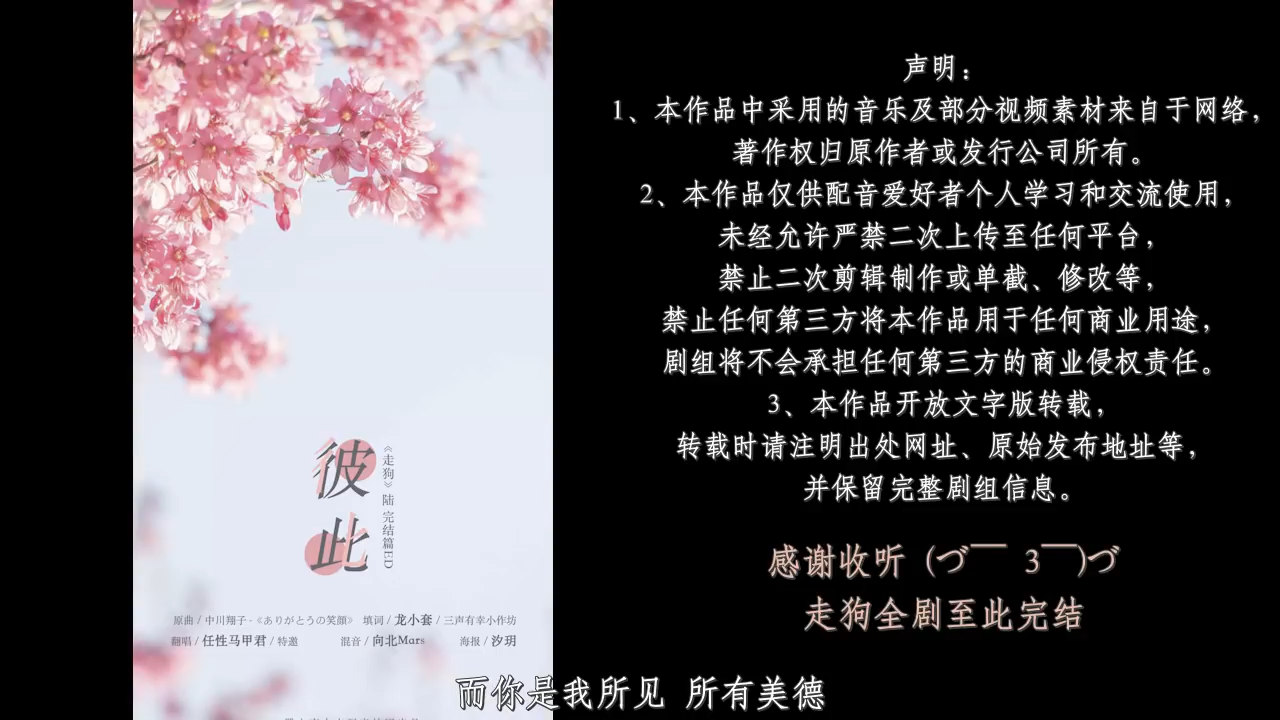 彼此
《走狗》陆 完结篇ED
原曲 / 中川翔子 -《ありがとうの笑顔》 填词 / 龙小套 / 三声有幸小作坊
翻唱 / 任性马甲君 / 特邀 混音 / 向北Mars 海报 / 汐玥
声明：
1、本作品中采用的音乐及部分视频素材来自于网络，
著作权归原作者或发行公司所有。
2、本作品仅供配音爱好者个人学习和交流使用，
未经允许严禁二次上传至任何平台，
禁止二次剪辑制作或单截、修改等，
禁止任何第三方将本作品用于任何商业用途，
剧组将不会承担任何第三方的商业侵权责任。
3、本作品开放文字版转载，
转载时请注明出处网址、原始发布地址等，
并保留完整剧组信息。
感谢收听 (づ￣ 3￣)づ
走狗全剧至此完结
而你是我所见 所有美德